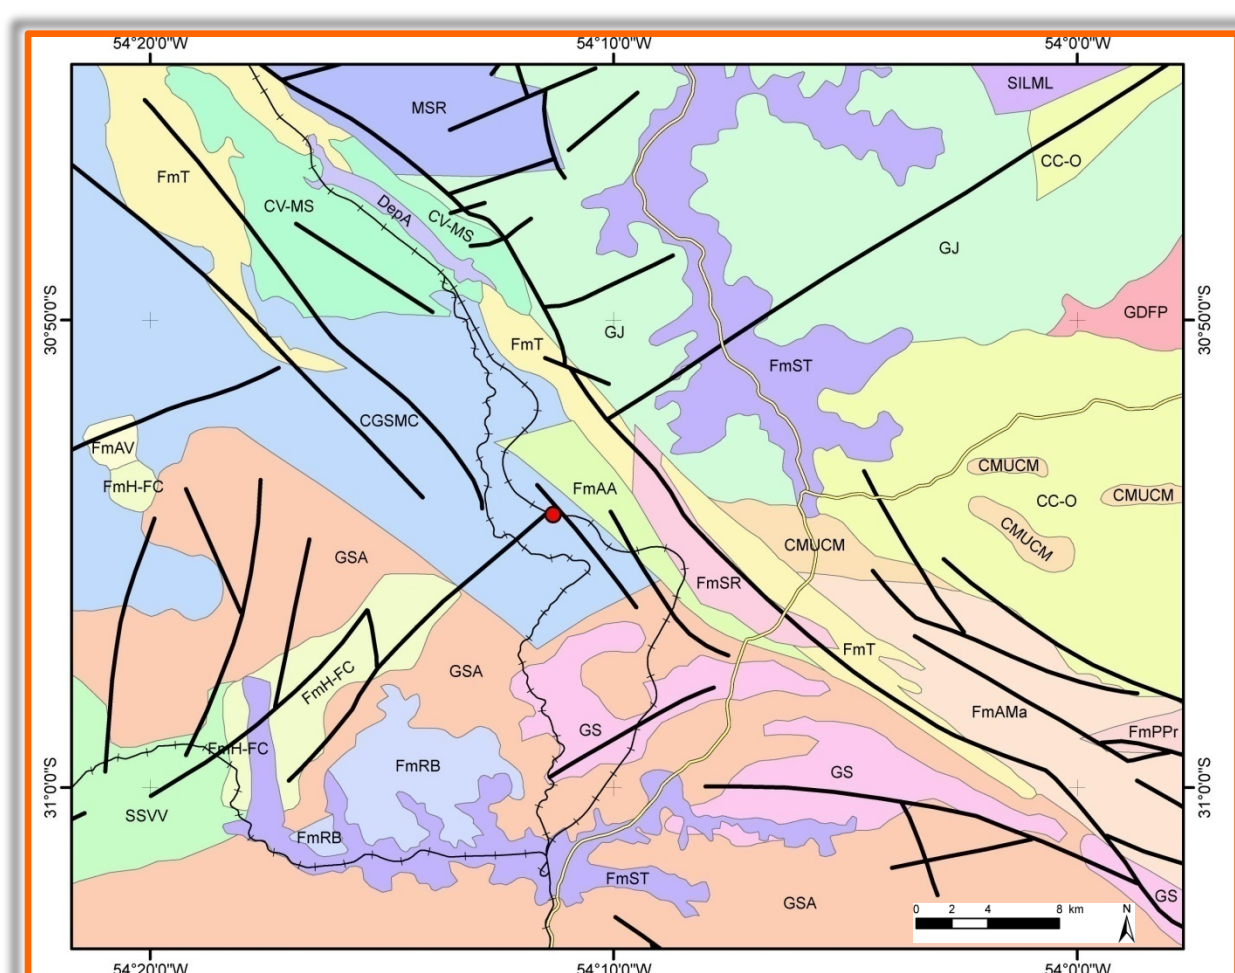 54°20'0"W 54°10'0"W 54°0'0"W
MSR
SILML
CC-O
FmT
CV-MS
DepA
CV-MS
GJ
GDFP
30°50'0"S
30°50'0"S
GJ
FmT
FmST
CGSMC
FmAV
FmH-FC
FmAA
CMUCM
CC-O
CMUCM
CMUCM
CMUCM
GSA
FmSR
FmT
GSA
FmH-FC
FmAMa
FmPPr
GS
FmH-FC
FmRB
GS
31°0'0"S
31°0'0"S
SSVV
FmRB
FmST
GSA
GS
0 2 4 8 km
N
54°20'0"W 54°10'0"W 54°0'0"W